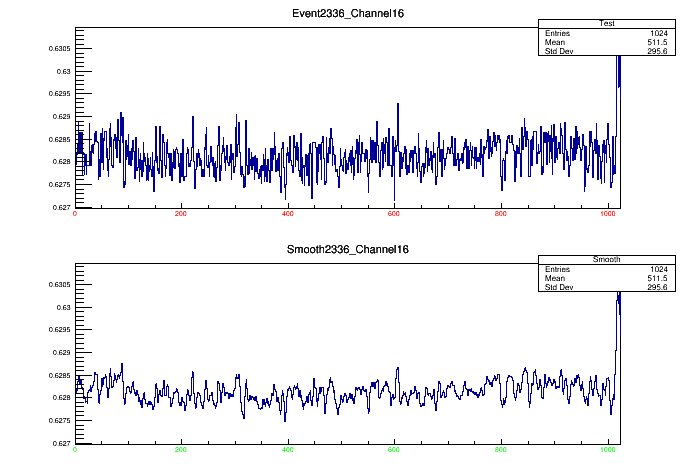 Event2336_Channel16
Test
Entries 1024
Mean 511.5
Std Dev 295.6
0.6305
0.63
0.6295
0.629
0.6285
0.628
0.6275
0.627
0 200 400 600 800 1000
Smooth2336_Channel16
Smooth
Entries 1024
Mean 511.5
Std Dev 295.6
0.6305
0.63
0.6295
0.629
0.6285
0.628
0.6275
0.627
0 200 400 600 800 1000